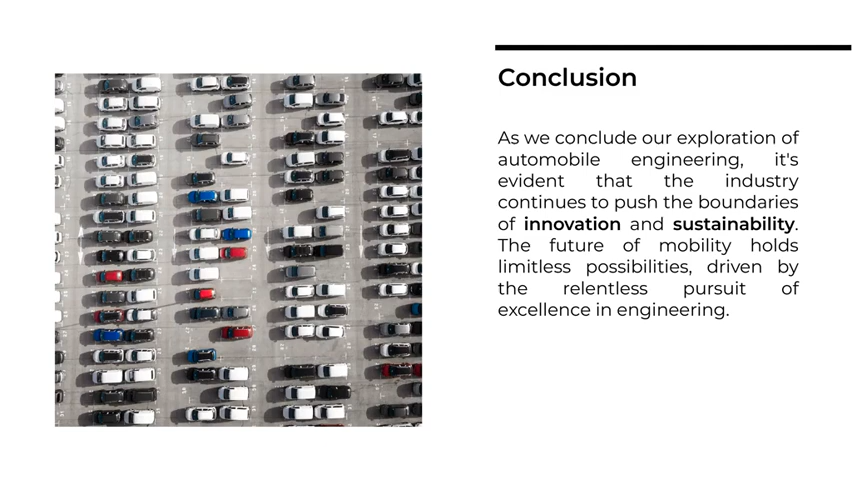 Conclusion
As we conclude our exploration of
automobile engineering, it's
evident that the industry
continues to push the boundaries
of innovation and sustainability.
The future of mobility holds
limitless possibilities, driven by
the relentless pursuit of
excellence in engineering.